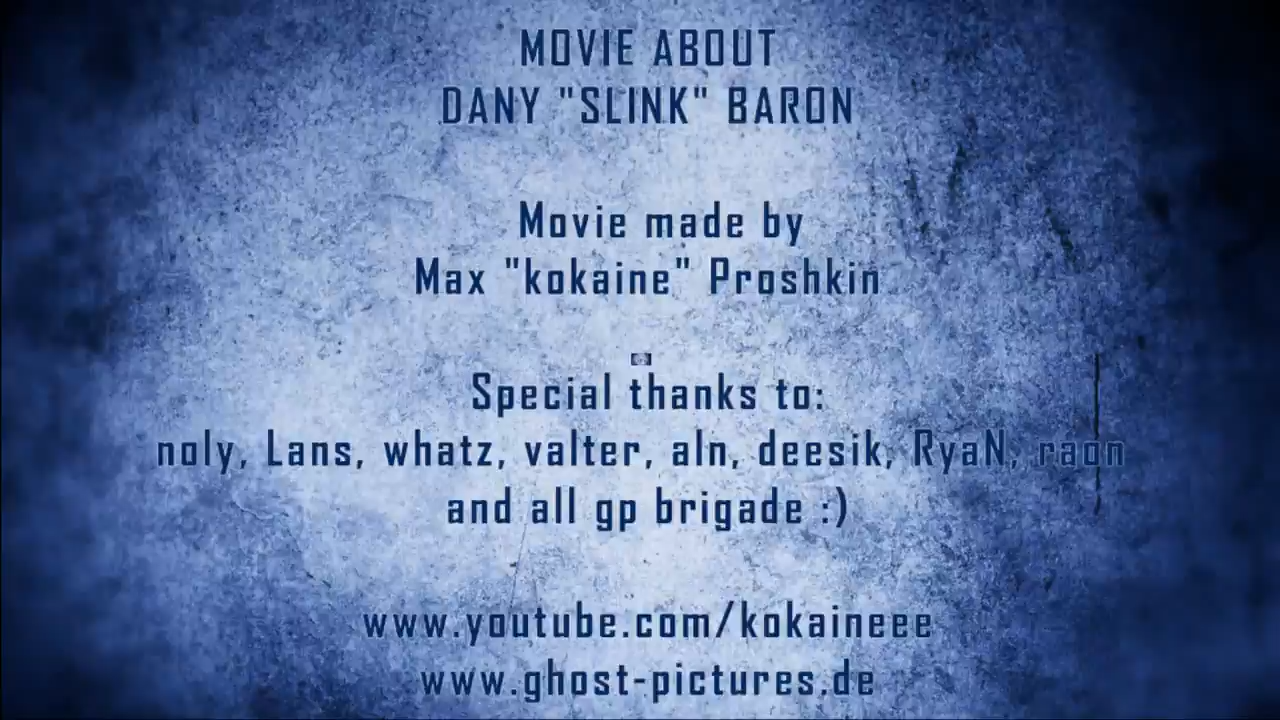 MOVIE ABOUT
DANY "SLINK" BARON
Movie made by
Max "kokaine" Proshkin
Special thanks to:
noly, Lans, whatz, valter, aln, deesik, RyaN, raon
and all gp brigade :)
www.youtube.com/kokaineee
www.ghost-pictures.de